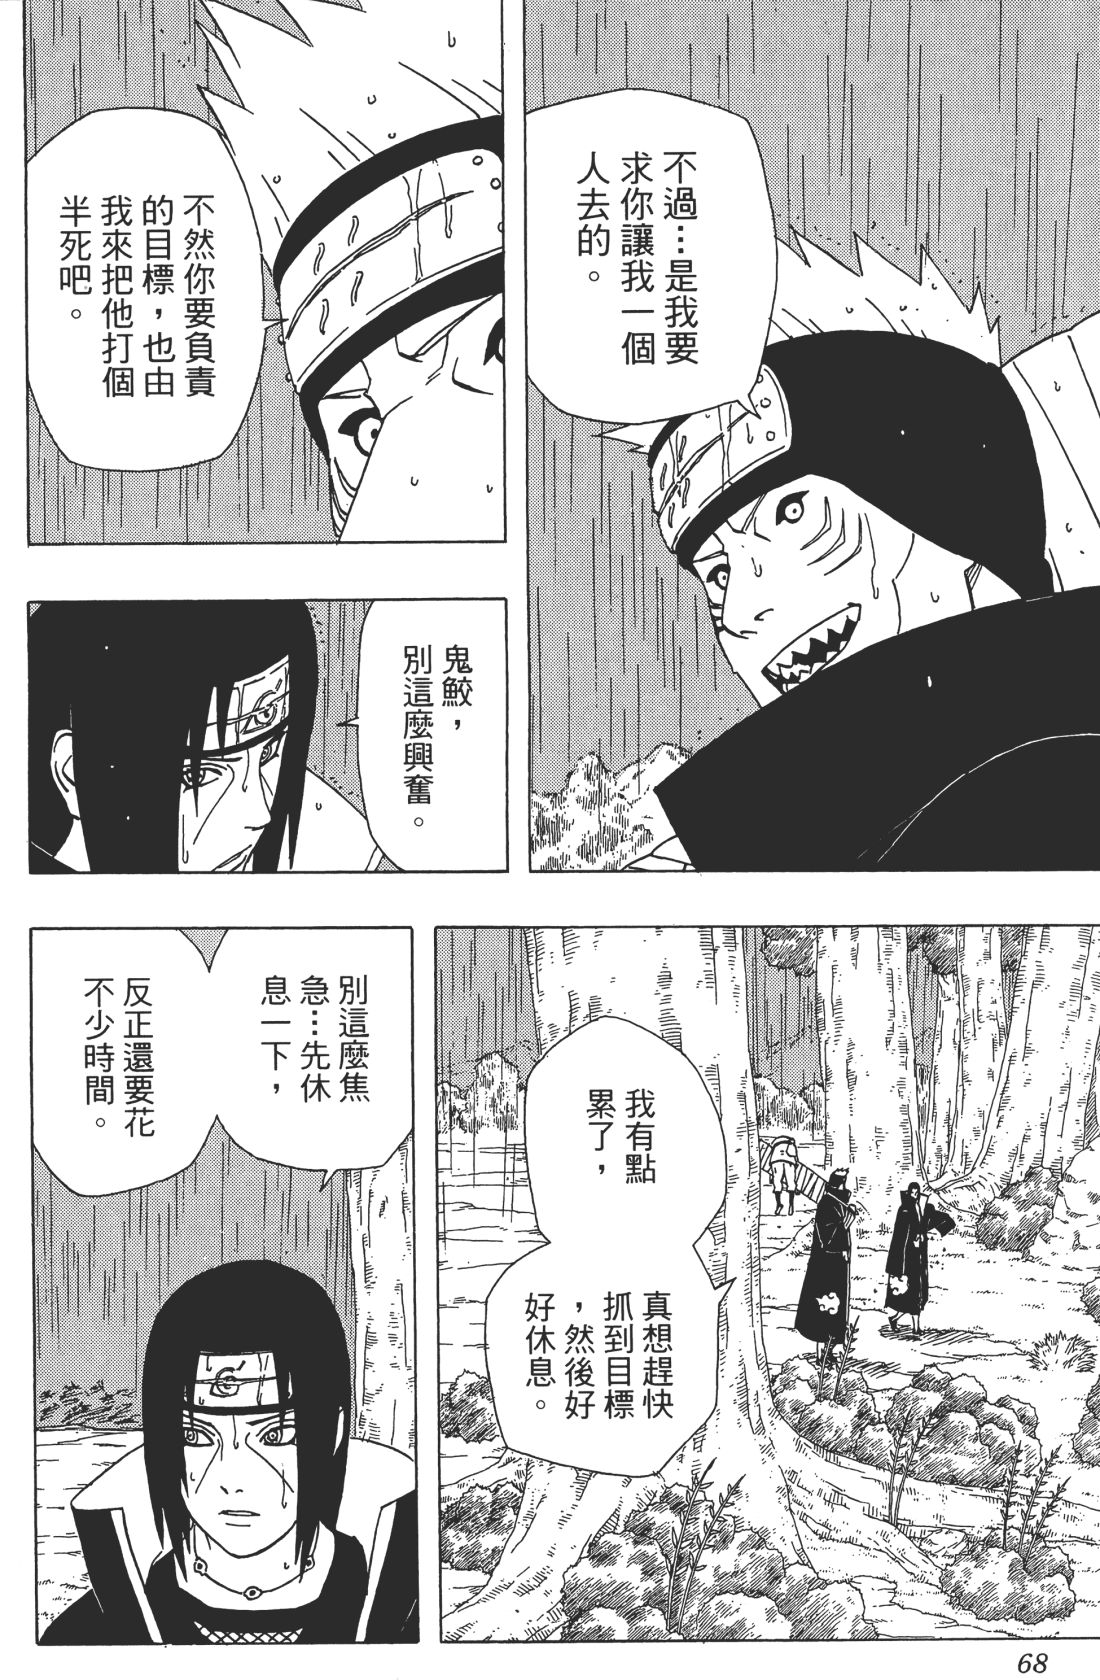 不過…是我要
求你讓我一個
人去的。
不然你要負責
的目標，也由
我來把他打個
半死吧。
鬼鮫，
別這麼興奮。
我有點
累了，
真想趕快
抓到目標
，然後好
好休息。
別這麼焦
急…先休
息一下，
反正還要花
不少時間。
68